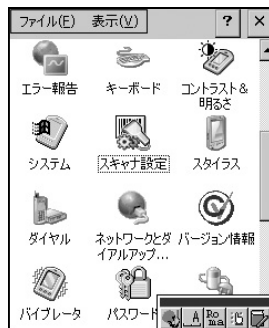 ファイル(F) 表示(V) ? ×
エラー報告 キーボード コントラスト&
明るさ
システム スキャナ設定 スタイラス
ダイヤル ネットワークとダ バージョン情報
イアルアップ...
バイブレータ パスワード
A Ro
ma